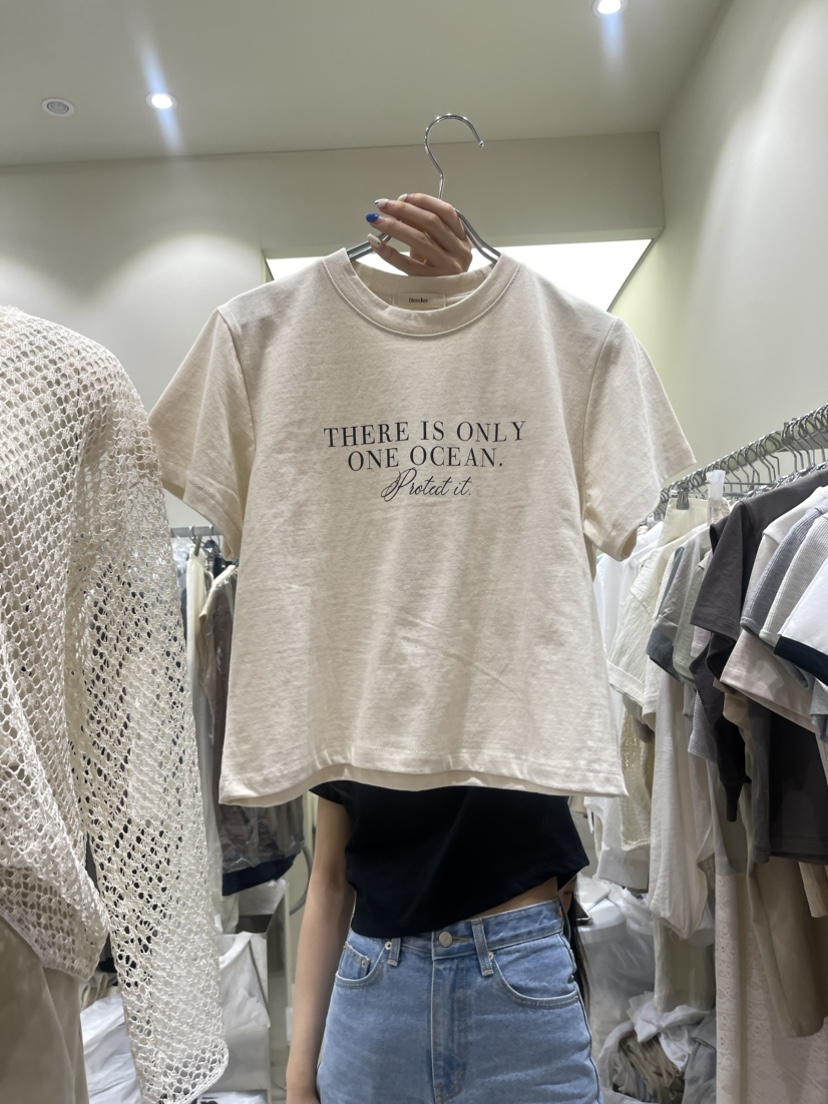 THERE IS ONLY
ONE OCEAN.
Protect it.